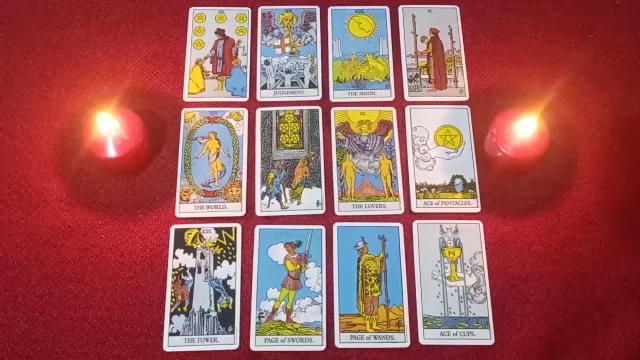 JUDGEMENT.
THE MOON.
THE WORLD.
THE LOVERS.
ACE of PENTACLES.
THE TOWER.
PAGE of SWORDS.
PAGE of WANDS.
ACE of CUPS.